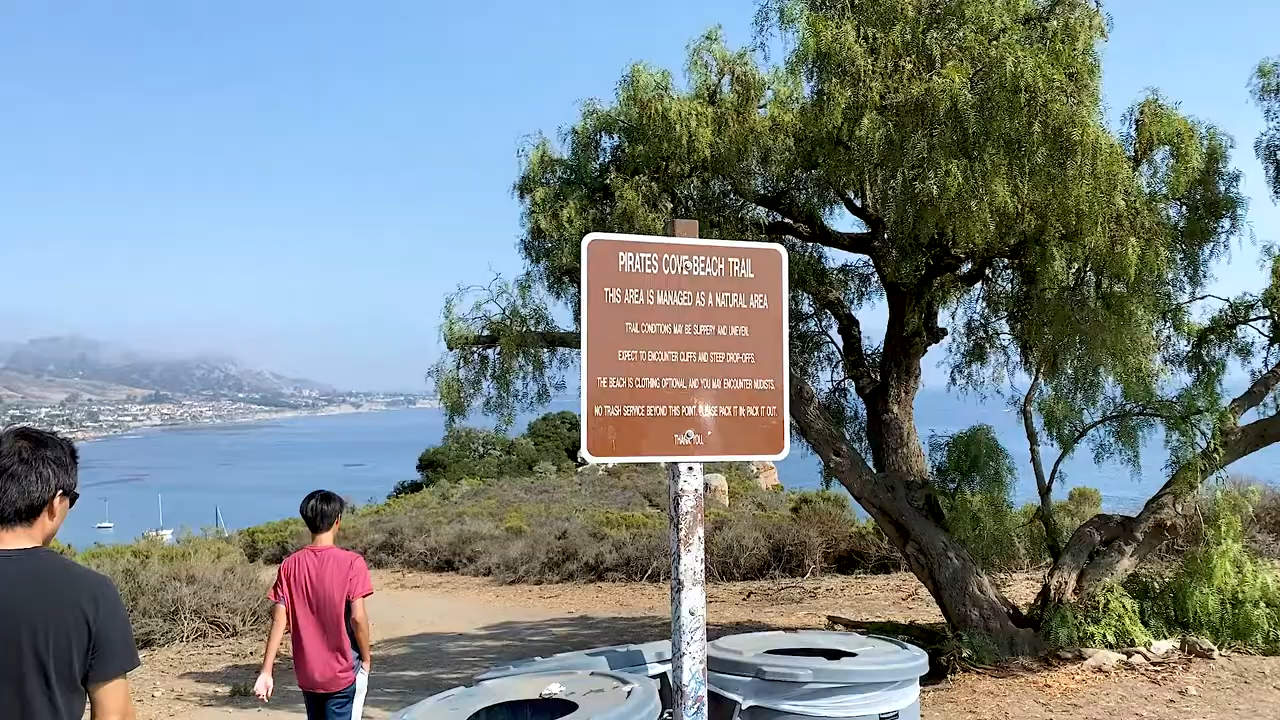 PIRATES COVE BEACH TRAIL
THIS AREA IS MANAGED AS A NATURAL AREA
TRAIL CONDITIONS MAY BE SLIPPERY AND UNEVEN.
EXPECT TO ENCOUNTER CLIFFS AND STEEP DROP-OFFS.
THE BEACH IS CLOTHING OPTIONAL, AND YOU MAY ENCOUNTER NUDISTS.
NO TRASH SERVICE BEYOND THIS POINT. PLEASE PACK IT IN; PACK IT OUT.
THANK YOU.